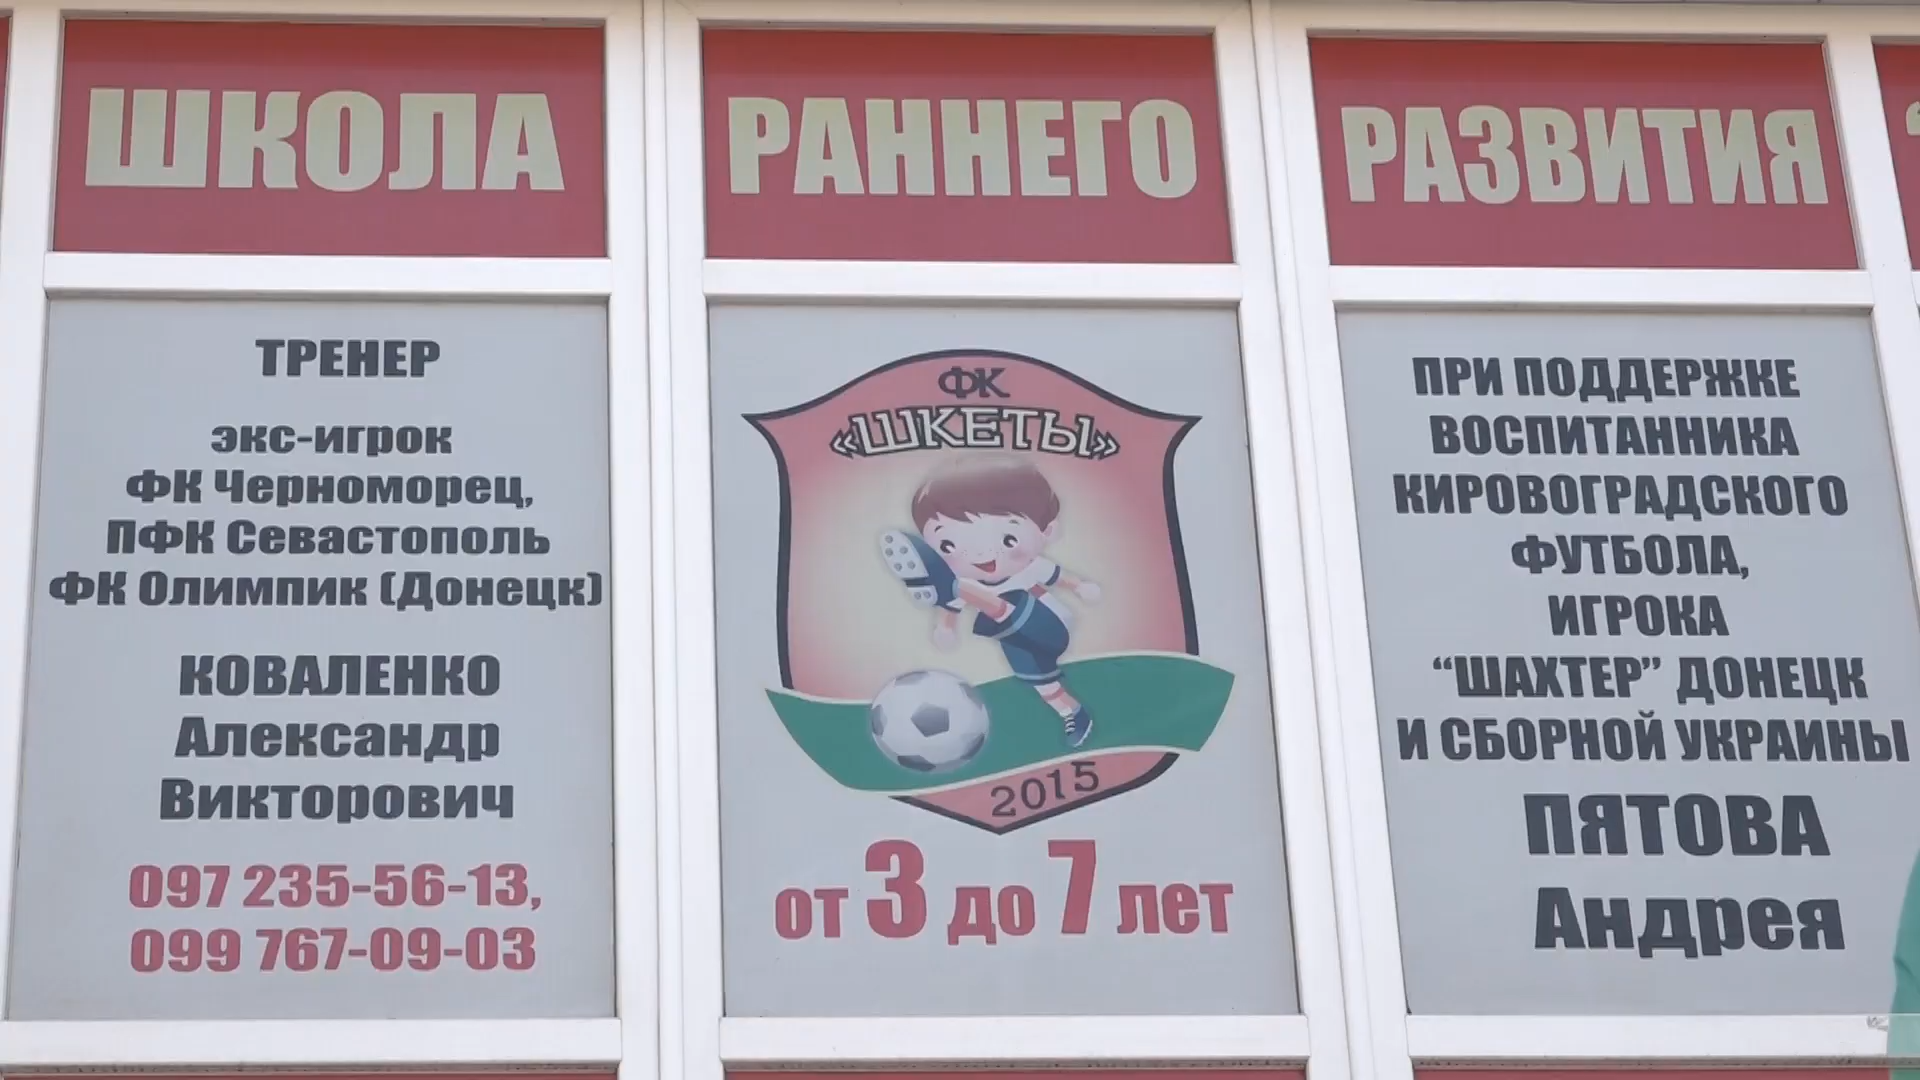 ШКОЛА РАННЕГО РАЗВИТИЯ
ТРЕНЕР
экс-игрок
ФК Черноморец,
ПФК Севастополь
ФК Олимпик (Донецк)
КОВАЛЕНКО
Александр
Викторович
097 235-56-13,
099 767-09-03
ФК
«ШКЕТЫ»
2015
от 3 до 7 лет
ПРИ ПОДДЕРЖКЕ
ВОСПИТАННИКА
КИРОВОГРАДСКОГО
ФУТБОЛА,
ИГРОКА
“ШАХТЕР” ДОНЕЦК
И СБОРНОЙ УКРАИНЫ
ПЯТОВА
Андрея